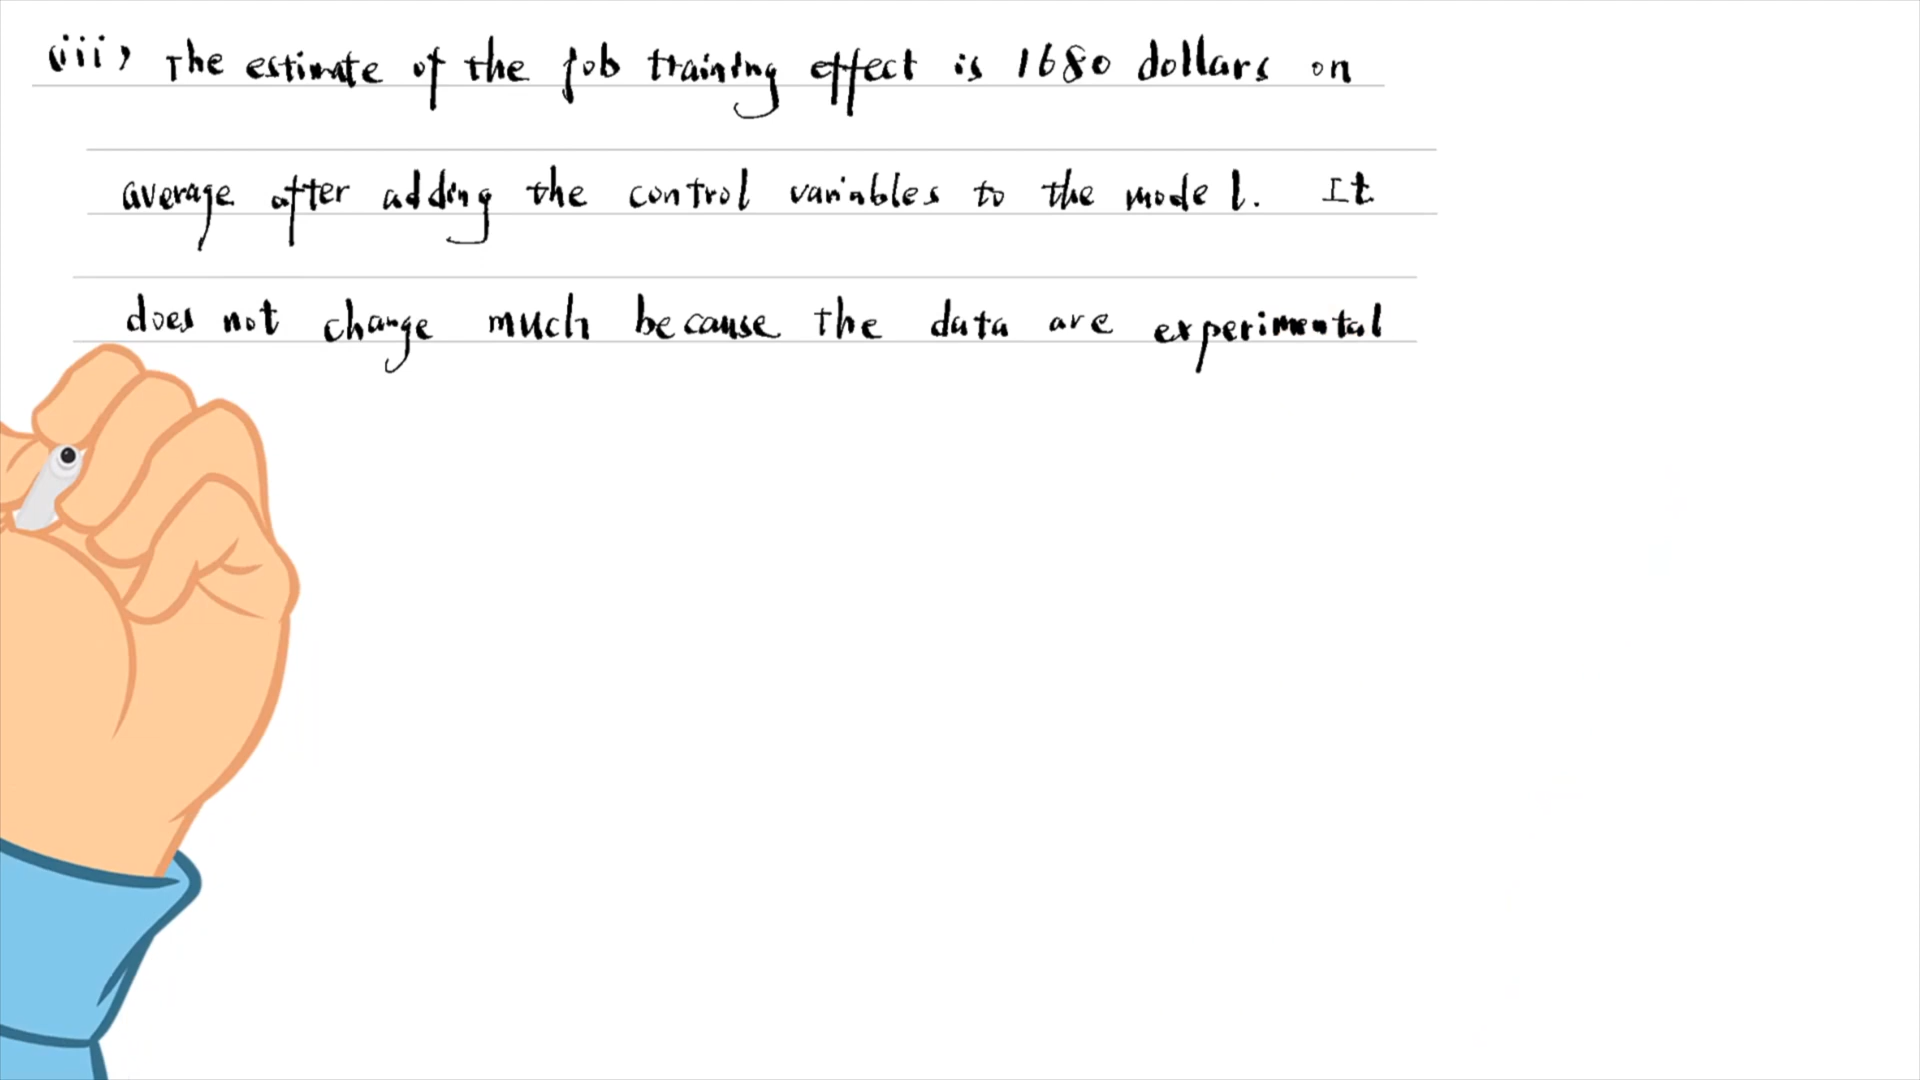 (iii) The estimate of the job training effect is 1680 dollars on
average after adding the control variables to the model. It
does not change much because the data are experimental